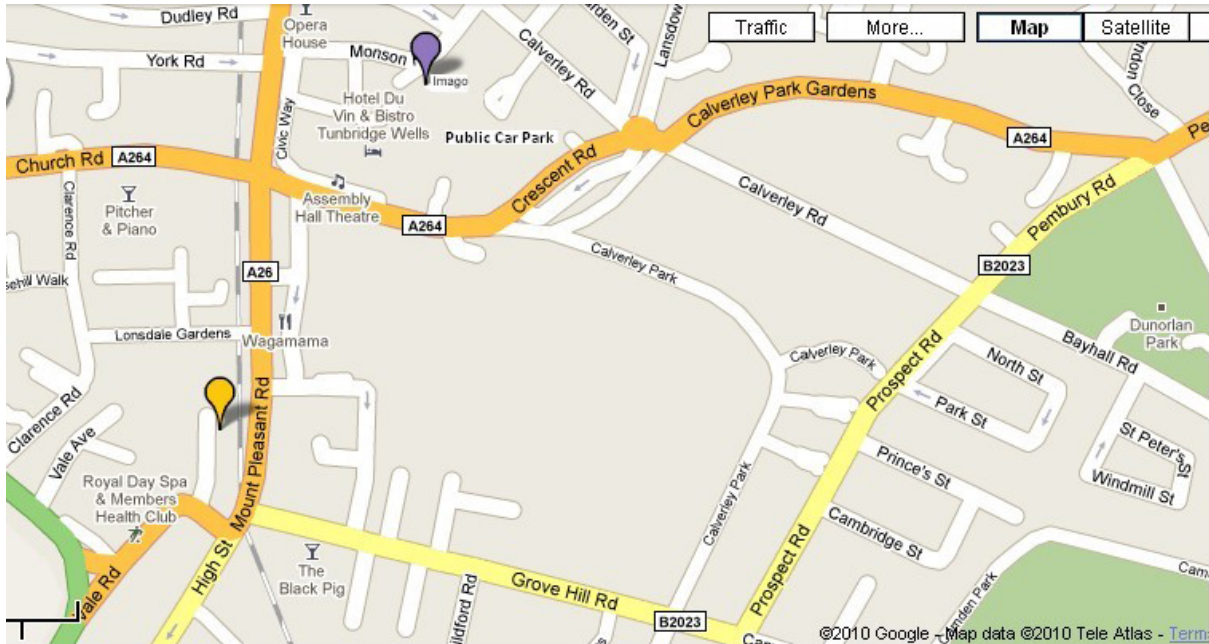 Dudley Rd
Opera
House
Traffic
More...
Map
Satellite
York Rd
Monson
Imago
Calverley Rd
Hotel Du
Vin & Bistro
Tunbridge Wells
Public Car Park
Civic Way
Calverley Park Gardens
A264
Church Rd
A264
Crescent Rd
Assembly
Hall Theatre
A264
Calverley Rd
Pembury Rd
Clarence Rd
Pitcher
& Piano
A26
B2023
Calverley Park
Lonsdale Gardens
Wagamama
Dunorlan
Park
Bayhall Rd
Calverley Park
Prospect Rd
North St
Park St
Clarence Rd
Vale Ave
Mount Pleasant Rd
St Peter's St
Windmill St
Prince's St
Royal Day Spa
& Members
Health Club
Calverley Park
Cambridge St
Vale Rd
High St
The
Black Pig
Grove Hill Rd
B2023
Prospect Rd
©2010 Google - Map data ©2010 Tele Atlas -